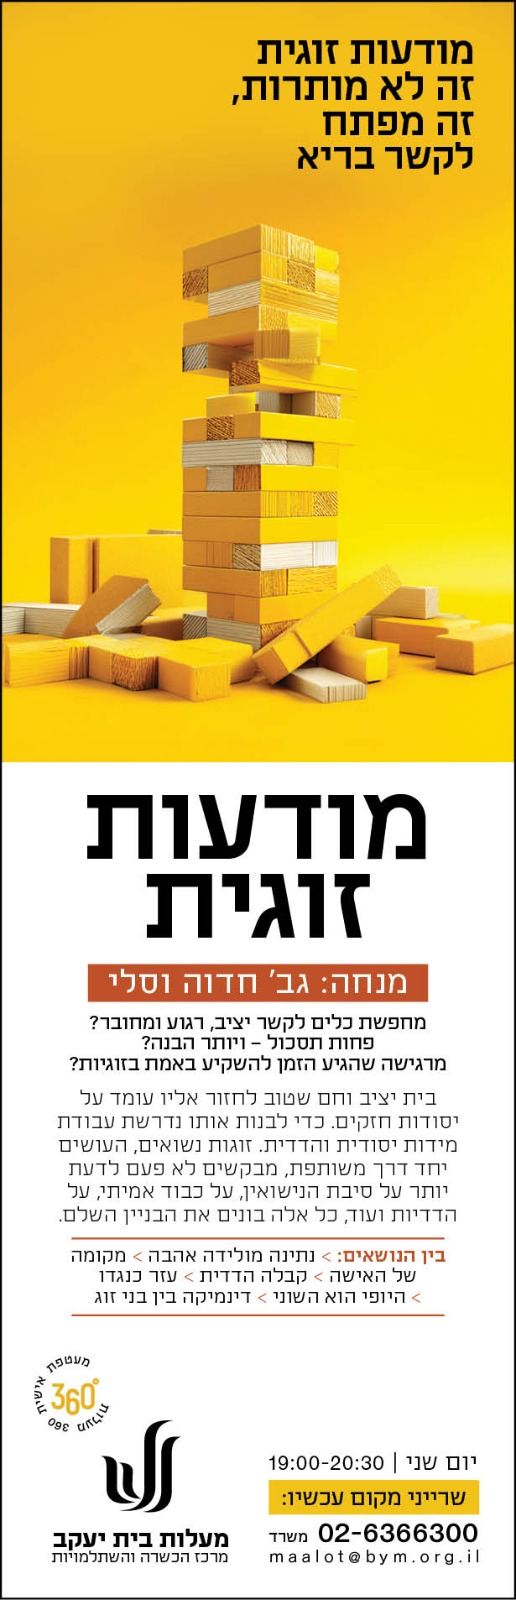 מודעות זוגית
זה לא מותרות,
זה מפתח
לקשר בריא
מודעות
זוגית
מנחה: גב' חדוה וסלי
מחפשת כלים לקשר יציב, רגוע ומחובר?
פחות תסכול – ויותר הבנה?
מרגישה שהגיע הזמן להשקיע באמת בזוגיות?
בית יציב וחם שטוב לחזור אליו עומד על
יסודות חזקים. כדי לבנות אותו נדרשת עבודת
מידות יסודית והדדית. זוגות נשואים, העושים
יחד דרך משותפת, מבקשים לא פעם לדעת
יותר על סיבת הנישואין, על כבוד אמיתי, על
הדדיות ועוד, כל אלה בונים את הבניין השלם.
בין הנושאים: > נתינה מולידה אהבה > מקומה
של האישה > קבלה הדדית > עזר כנגדו
> היופי הוא השוני > דינמיקה בין בני זוג
מעטפת אישית 360 מעלות
360°
יום שני | 19:00-20:30
שרייני מקום עכשיו:
02-6366300 משרד
maalot@bym.org.il
מעלות בית יעקב
מרכז הכשרה והשתלמויות